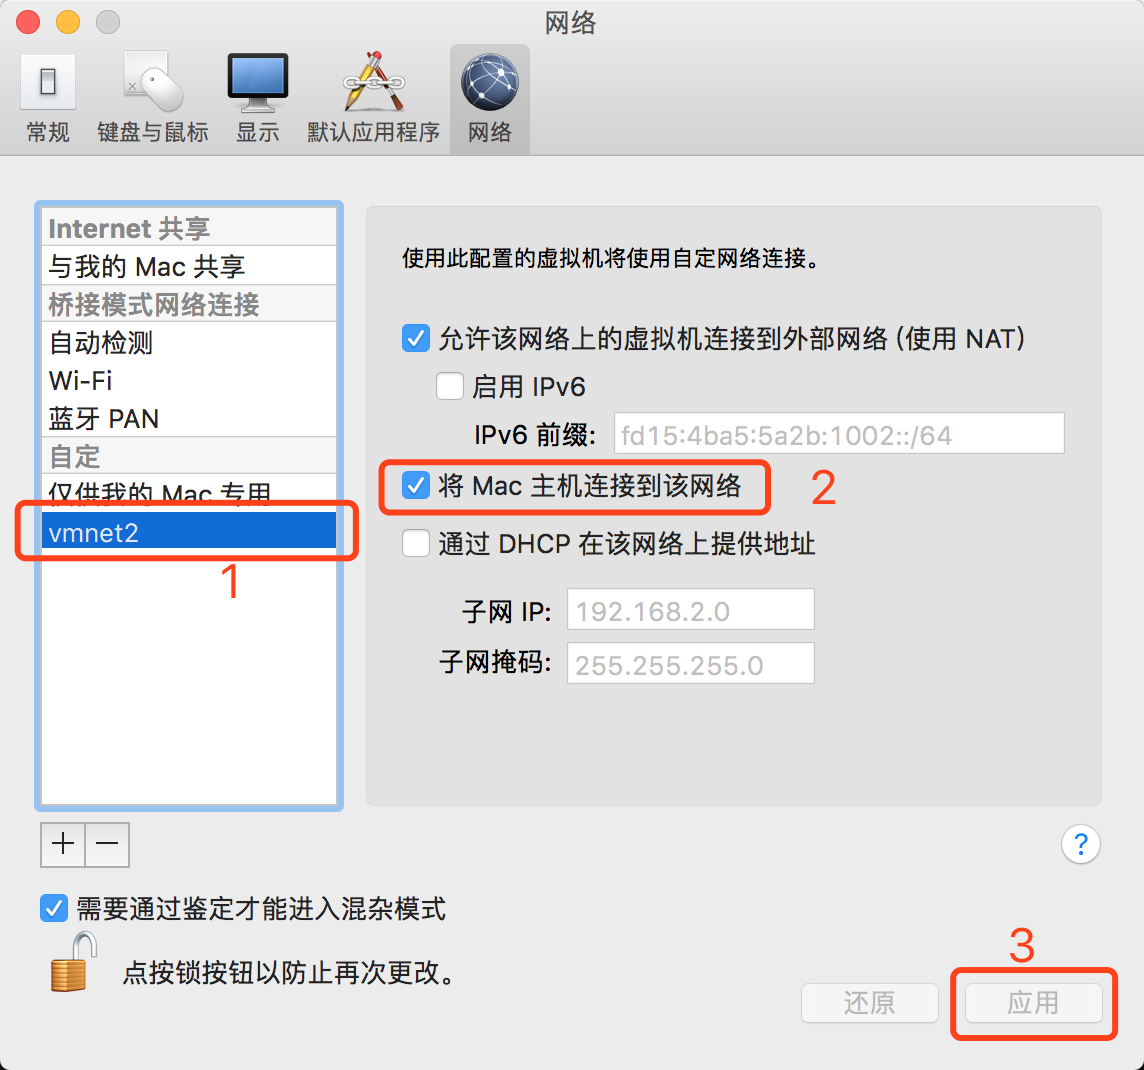 网络
常规 键盘与鼠标 显示 默认应用程序 网络
Internet 共享
与我的 Mac 共享
桥接模式网络连接
自动检测
Wi-Fi
蓝牙 PAN
自定
仅供我的 Mac 专用
vmnet2
1
使用此配置的虚拟机将使用自定网络连接。
允许该网络上的虚拟机连接到外部网络 (使用 NAT)
启用 IPv6
IPv6 前缀: fd15:4ba5:5a2b:1002::/64
将 Mac 主机连接到该网络 2
通过 DHCP 在该网络上提供地址
子网 IP: 192.168.2.0
子网掩码: 255.255.255.0
?
需要通过鉴定才能进入混杂模式
点按锁按钮以防止再次更改。
3
还原 应用